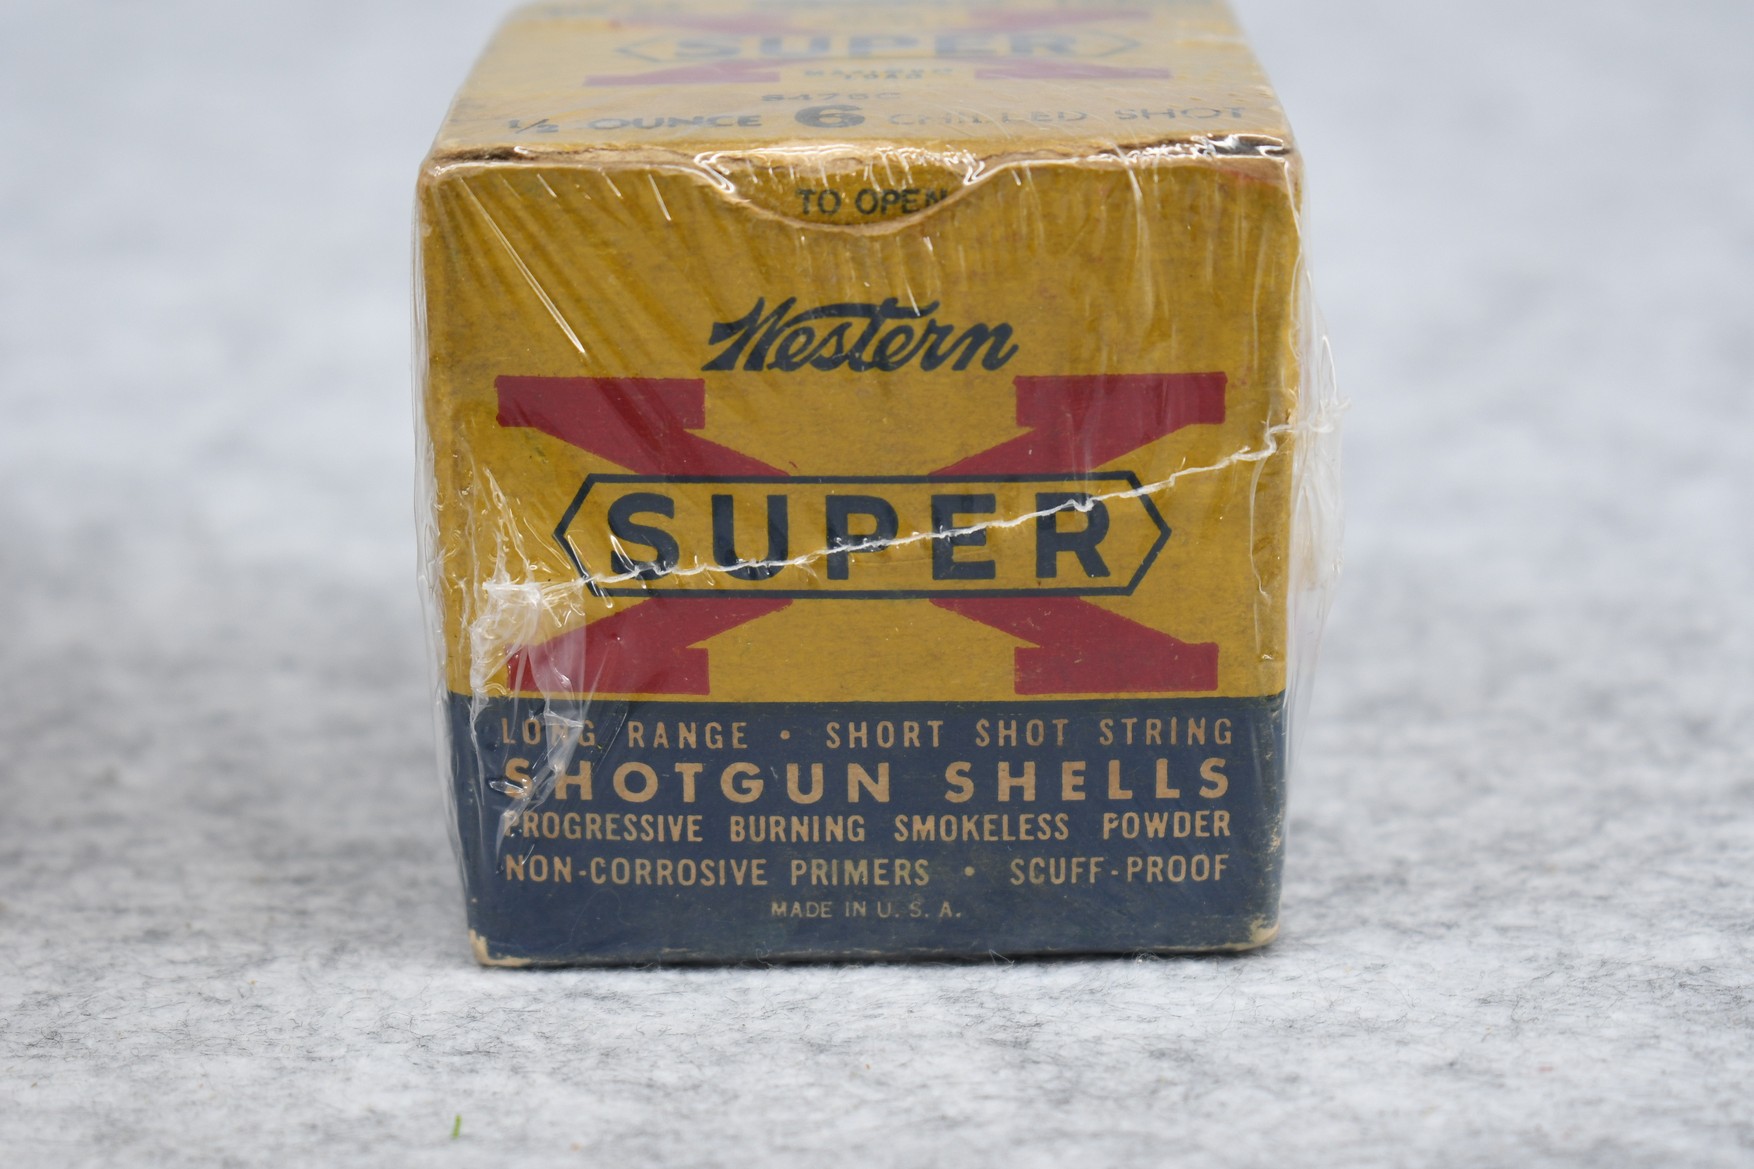 SUPER
1/2 OUNCE 6 CHILLED SHOT
TO OPEN
Western
X
SUPER
LONG RANGE • SHORT SHOT STRING
SHOTGUN SHELLS
PROGRESSIVE BURNING SMOKELESS POWDER
NON-CORROSIVE PRIMERS • SCUFF-PROOF
MADE IN U. S. A.